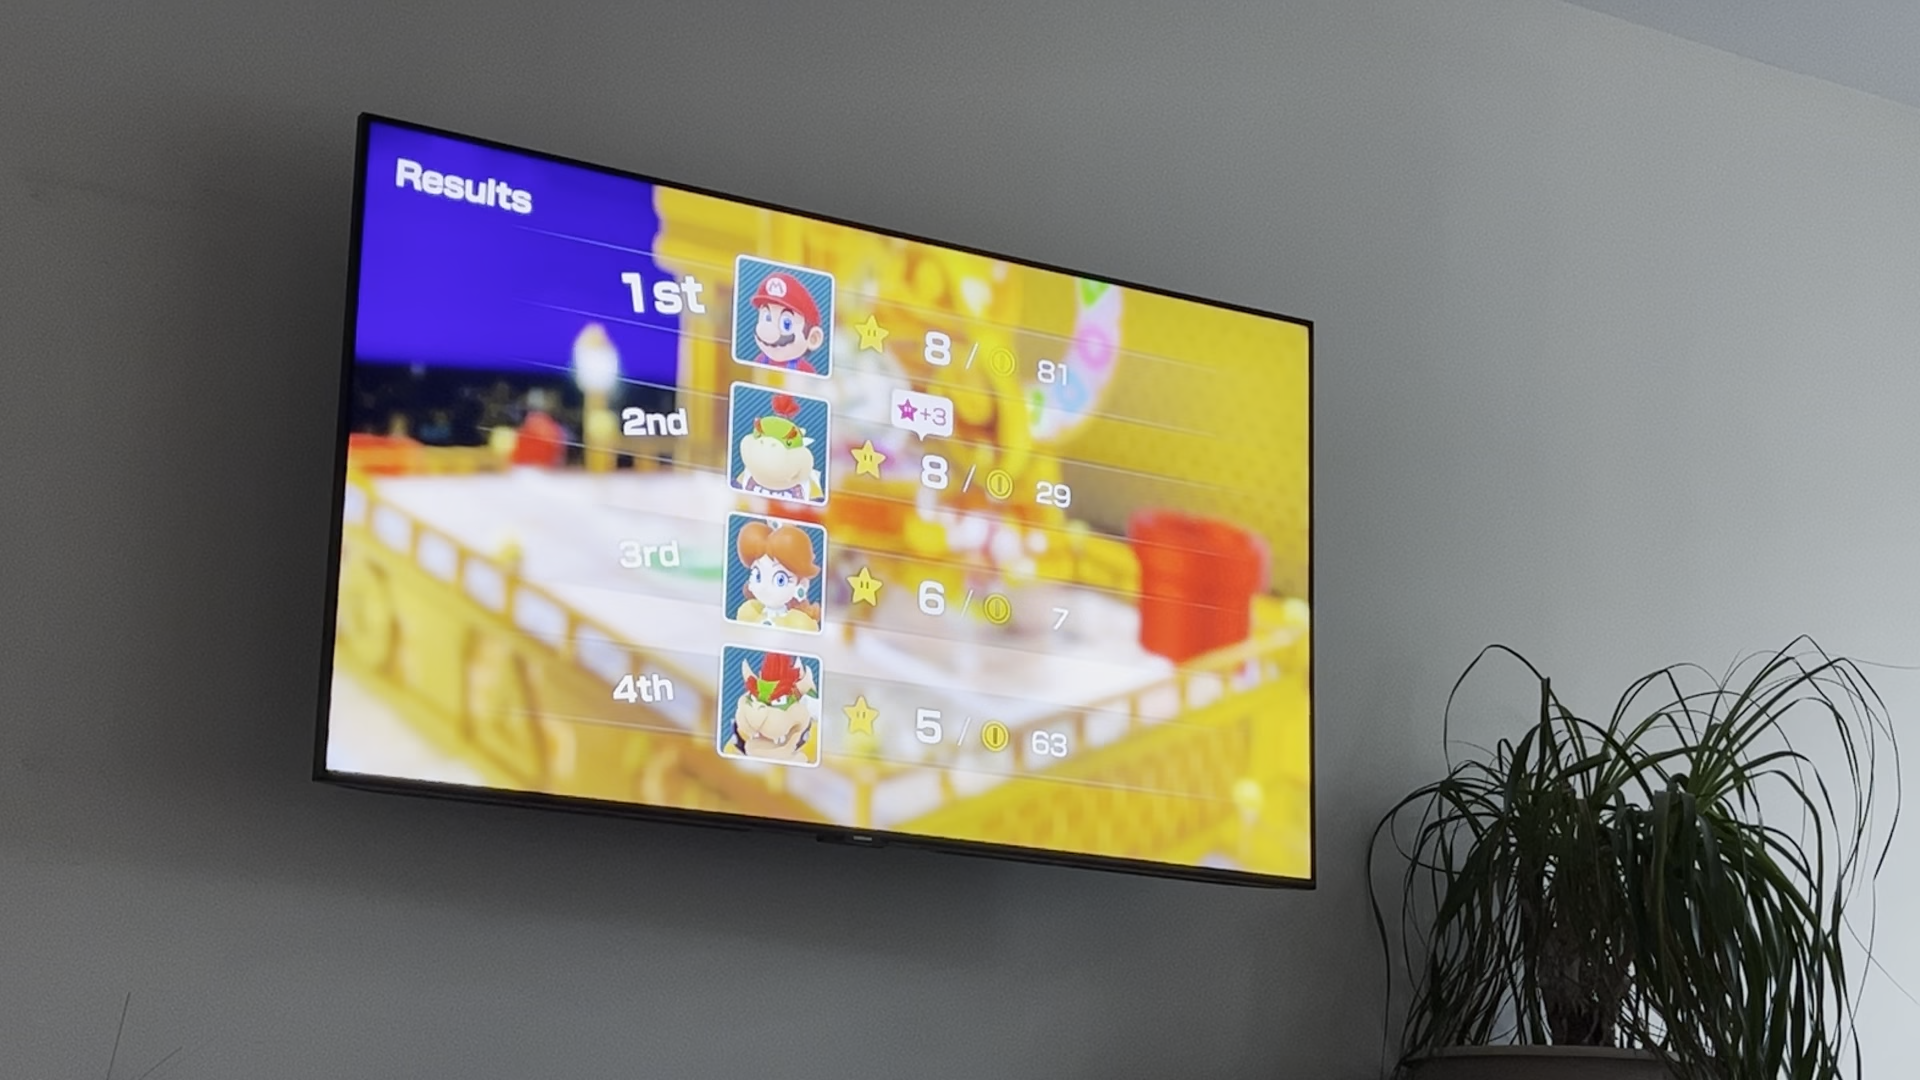 Results
1st 8 / 81
+3
2nd 8 / 29
3rd 6 / 7
4th 5 / 63